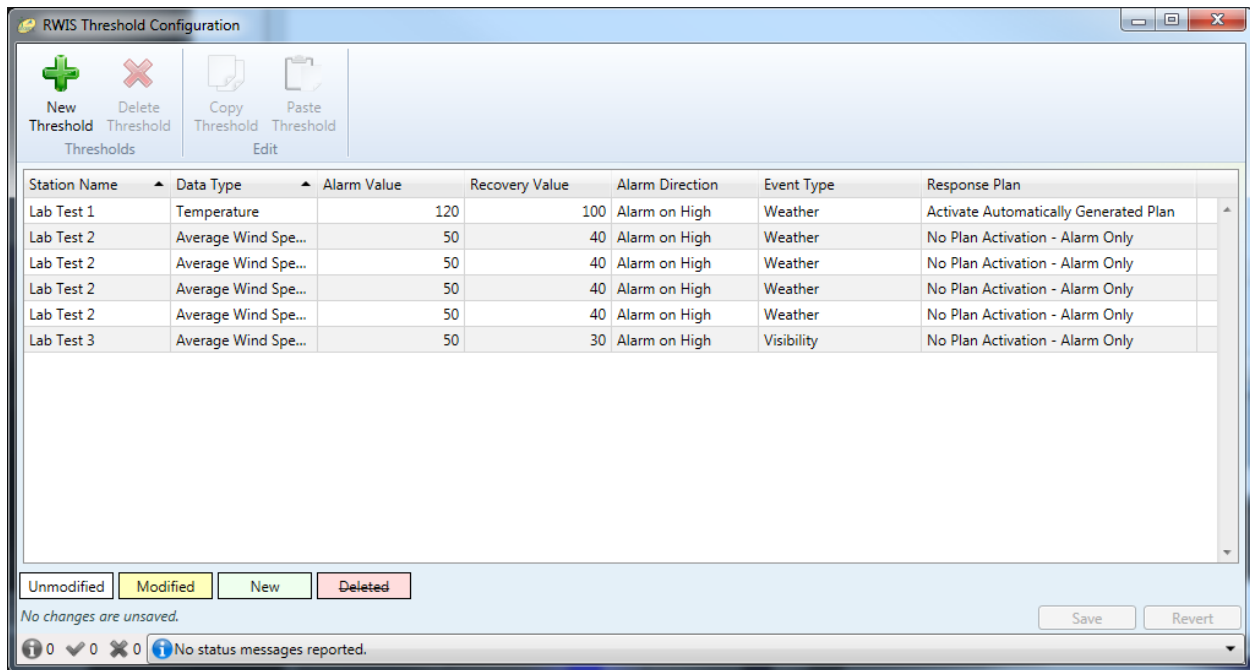 RWIS Threshold Configuration
New Threshold
Delete Threshold
Copy Threshold
Paste Threshold
Thresholds
Edit
Station Name Data Type Alarm Value Recovery Value Alarm Direction Event Type Response Plan
Lab Test 1 Temperature 120 100 Alarm on High Weather Activate Automatically Generated Plan
Lab Test 2 Average Wind Spe... 50 40 Alarm on High Weather No Plan Activation - Alarm Only
Lab Test 2 Average Wind Spe... 50 40 Alarm on High Weather No Plan Activation - Alarm Only
Lab Test 2 Average Wind Spe... 50 40 Alarm on High Weather No Plan Activation - Alarm Only
Lab Test 2 Average Wind Spe... 50 40 Alarm on High Weather No Plan Activation - Alarm Only
Lab Test 3 Average Wind Spe... 50 30 Alarm on High Visibility No Plan Activation - Alarm Only
Unmodified Modified New Deleted
No changes are unsaved.
Save Revert
0 0 0 No status messages reported.